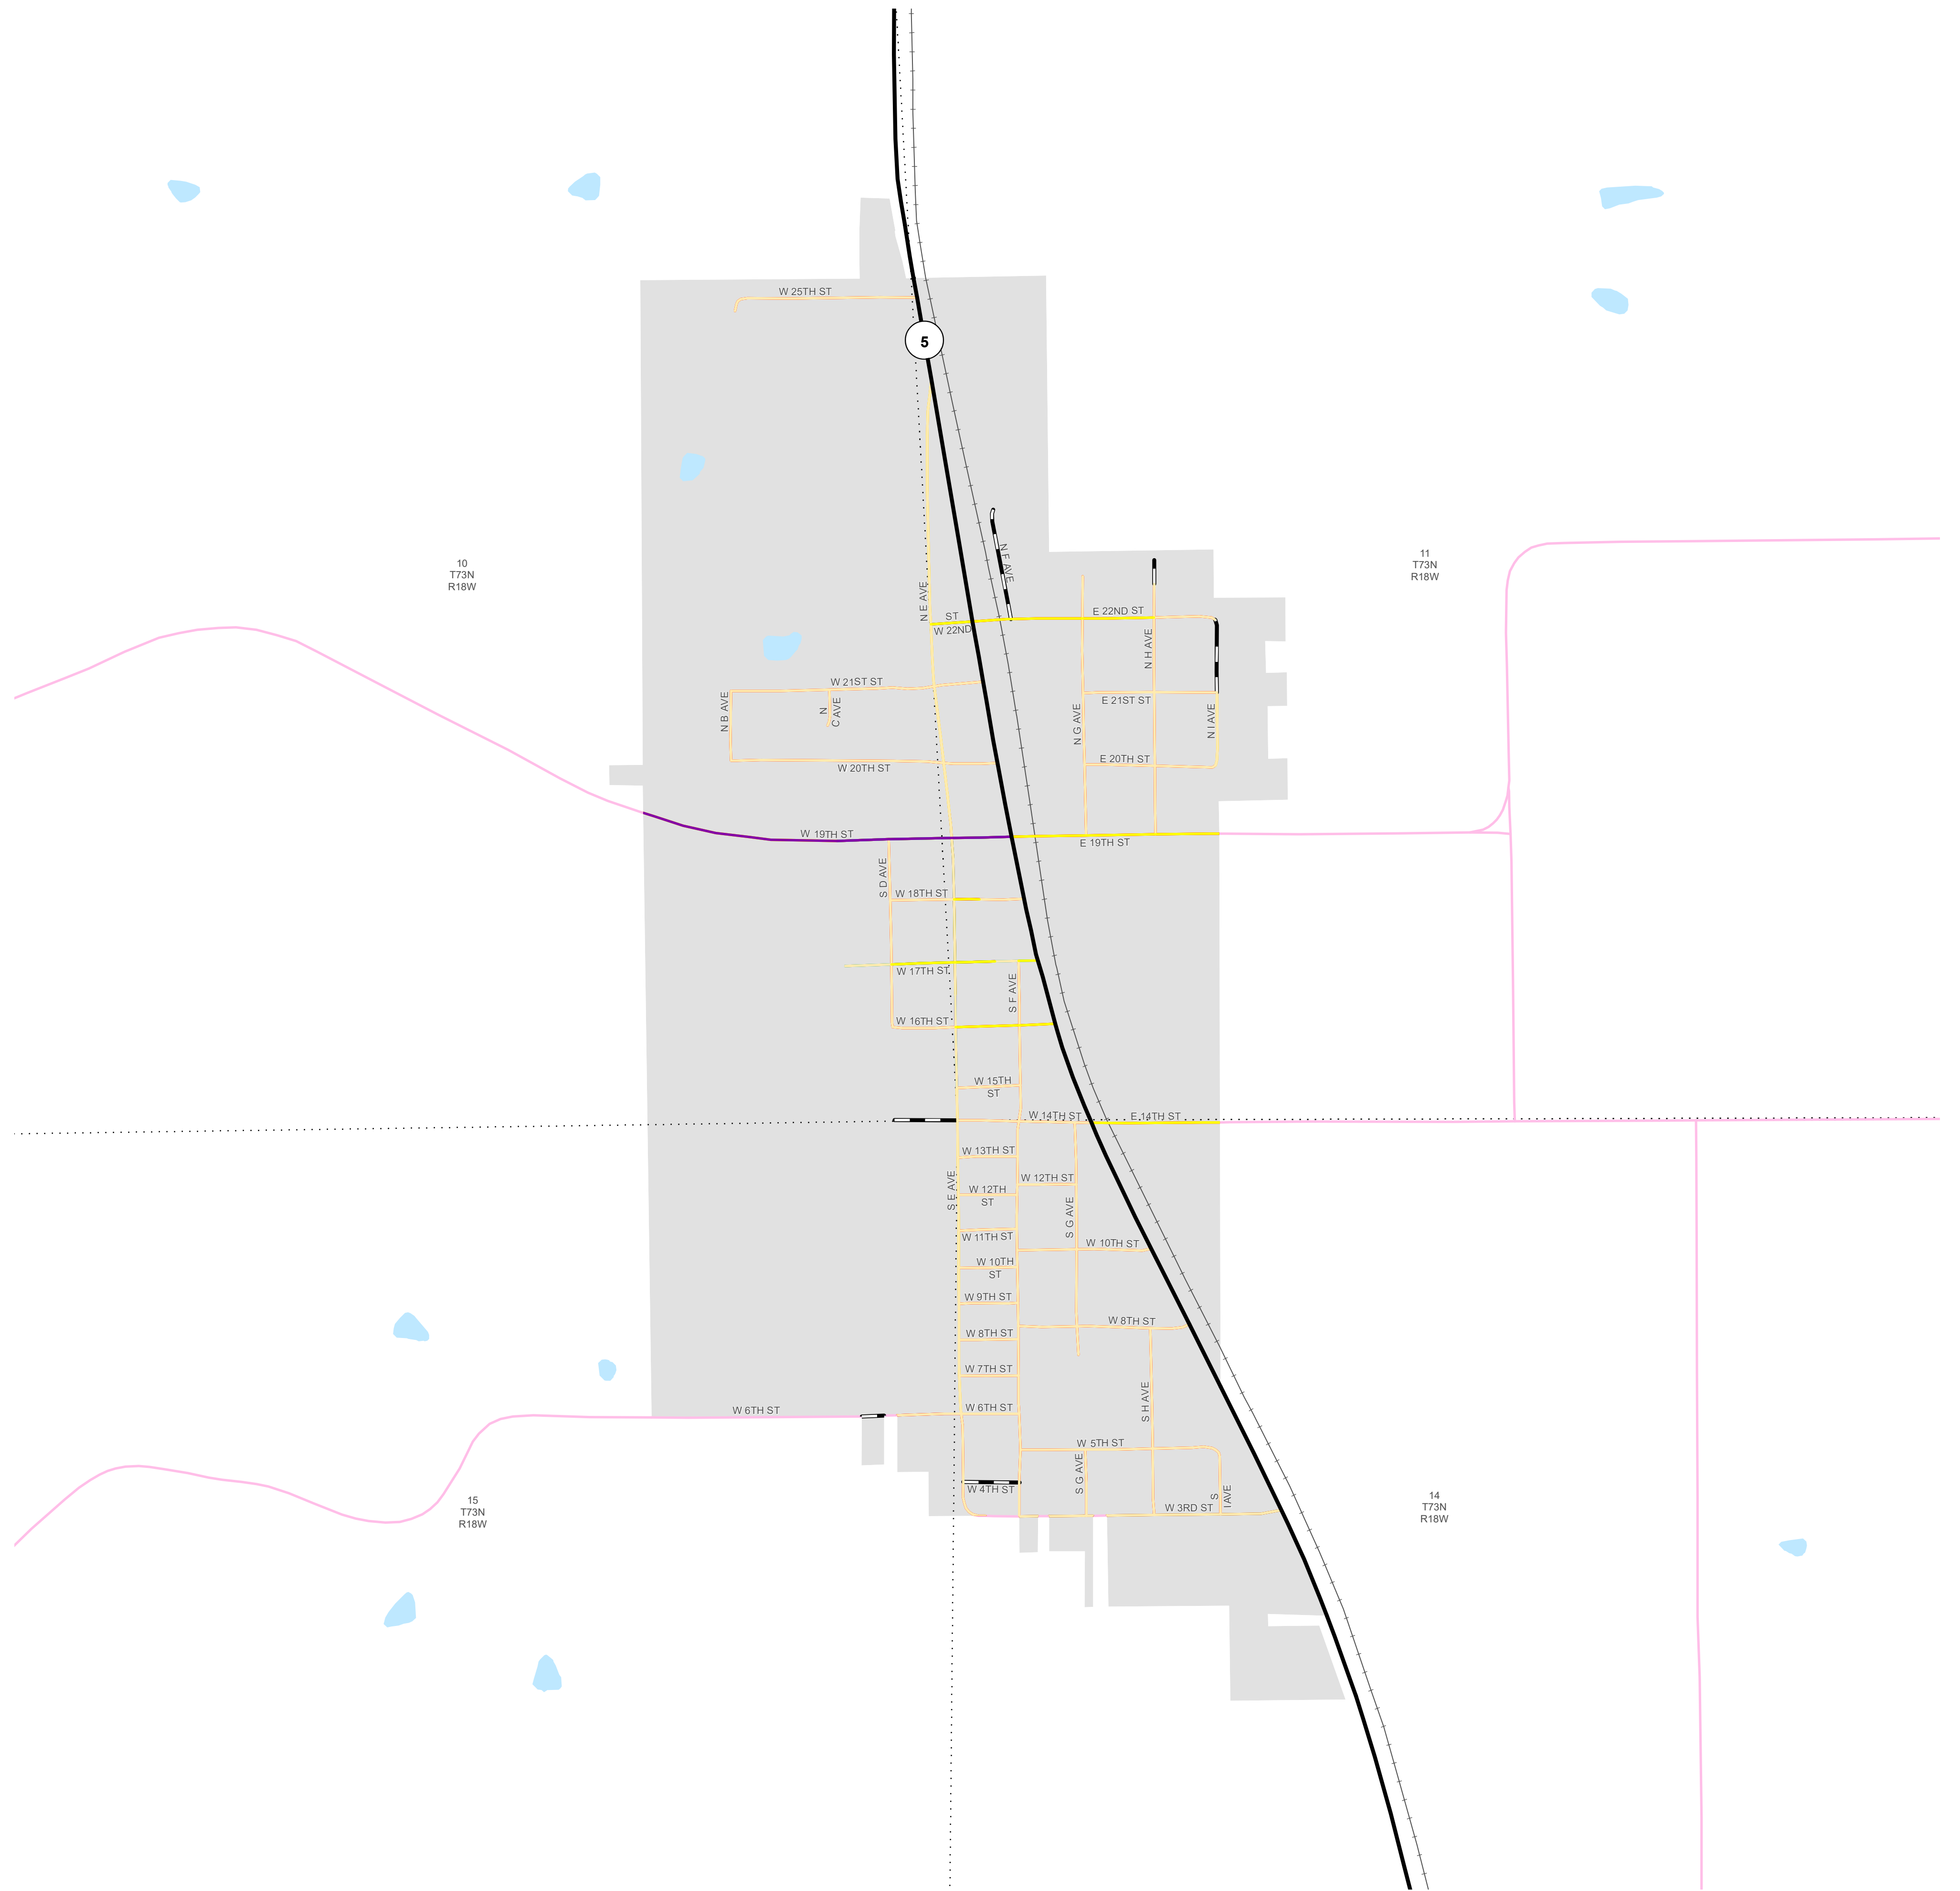 W 25TH ST
5
10
T73N
R18W
11
T73N
R18W
N F AVE
N E AVE
ST
W 22ND
E 22ND ST
N H AVE
W 21ST ST
E 21ST ST
N B AVE
N
C AVE
N G AVE
N I AVE
W 20TH ST
E 20TH ST
W 19TH ST
E 19TH ST
S D AVE
W 18TH ST
W 17TH ST
S F AVE
W 16TH ST
W 15TH
ST
W 14TH ST
E 14TH ST
W 13TH ST
S E AVE
W 12TH
ST
W 12TH ST
S G AVE
W 11TH ST
W 10TH ST
W 10TH
ST
W 9TH ST
W 8TH ST
W 8TH ST
W 7TH ST
S H AVE
W 6TH ST
W 6TH ST
W 5TH ST
S G AVE
W 4TH ST
S
I AVE
W 3RD ST
15
T73N
R18W
14
T73N
R18W